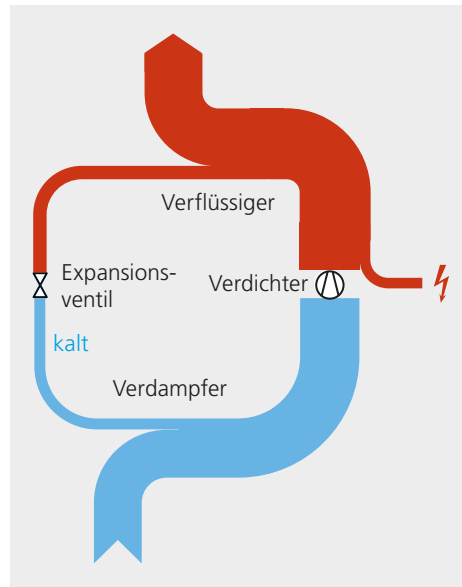 Verflüssiger
Expansions-
ventil
Verdichter
kalt
Verdampfer